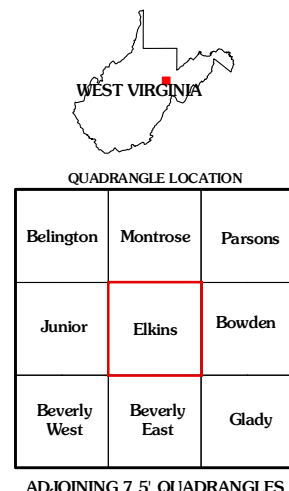 WEST VIRGINIA
QUADRANGLE LOCATION
Belington Montrose Parsons
Junior Elkins Bowden
Beverly West Beverly East Glady
ADJOINING 7.5' QUADRANGLES